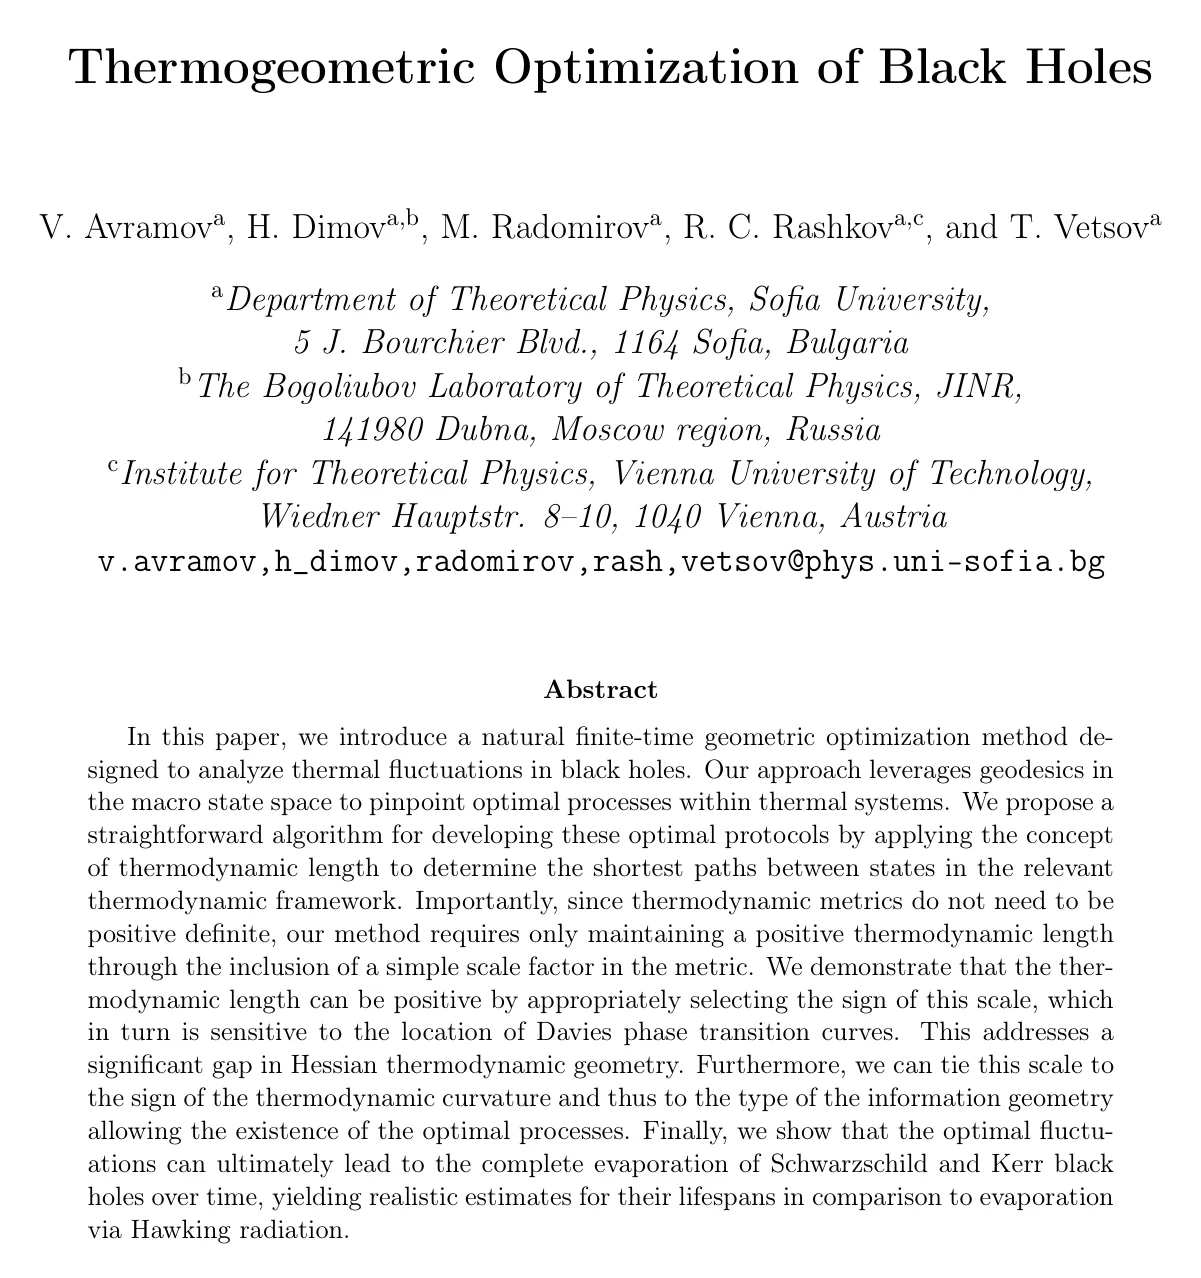 Thermogeometric Optimization of Black Holes
V. Avramovᵃ, H. Dimovᵃ,ᵇ, M. Radomirovᵃ, R. C. Rashkovᵃ,ᶜ, and T. Vetsovᵃ
ᵃDepartment of Theoretical Physics, Sofia University,
5 J. Bourchier Blvd., 1164 Sofia, Bulgaria
ᵇThe Bogoliubov Laboratory of Theoretical Physics, JINR,
141980 Dubna, Moscow region, Russia
ᶜInstitute for Theoretical Physics, Vienna University of Technology,
Wiedner Hauptstr. 8–10, 1040 Vienna, Austria
v.avramov,h_dimov,radomirov,rash,vetsov@phys.uni-sofia.bg
Abstract
In this paper, we introduce a natural finite-time geometric optimization method de-
signed to analyze thermal fluctuations in black holes. Our approach leverages geodesics in
the macro state space to pinpoint optimal processes within thermal systems. We propose a
straightforward algorithm for developing these optimal protocols by applying the concept
of thermodynamic length to determine the shortest paths between states in the relevant
thermodynamic framework. Importantly, since thermodynamic metrics do not need to be
positive definite, our method requires only maintaining a positive thermodynamic length
through the inclusion of a simple scale factor in the metric. We demonstrate that the ther-
modynamic length can be positive by appropriately selecting the sign of this scale, which
in turn is sensitive to the location of Davies phase transition curves. This addresses a
significant gap in Hessian thermodynamic geometry. Furthermore, we can tie this scale to
the sign of the thermodynamic curvature and thus to the type of the information geometry
allowing the existence of the optimal processes. Finally, we show that the optimal fluctu-
ations can ultimately lead to the complete evaporation of Schwarzschild and Kerr black
holes over time, yielding realistic estimates for their lifespans in comparison to evaporation
via Hawking radiation.